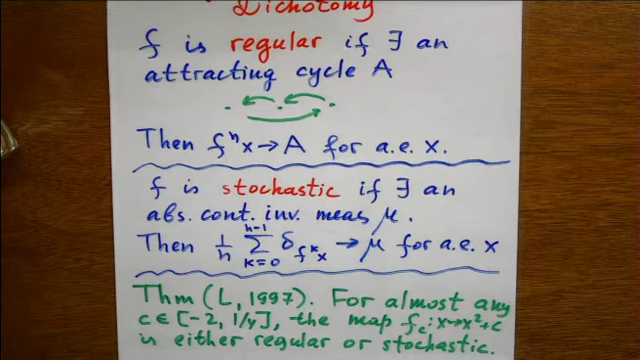 Dichotomy
f is regular if ∃ an
attracting cycle A
Then fⁿx → A for a.e. x.
f is stochastic if ∃ an
abs. cont. inv. meas μ.
Then 1/n ∑_{k=0}^{n-1} δ_{f^k x} → μ for a.e. x
Thm (L, 1997). For almost any
c ∈ [-2, 1/4], the map f_c : x ↦ x²+c
is either regular or stochastic.